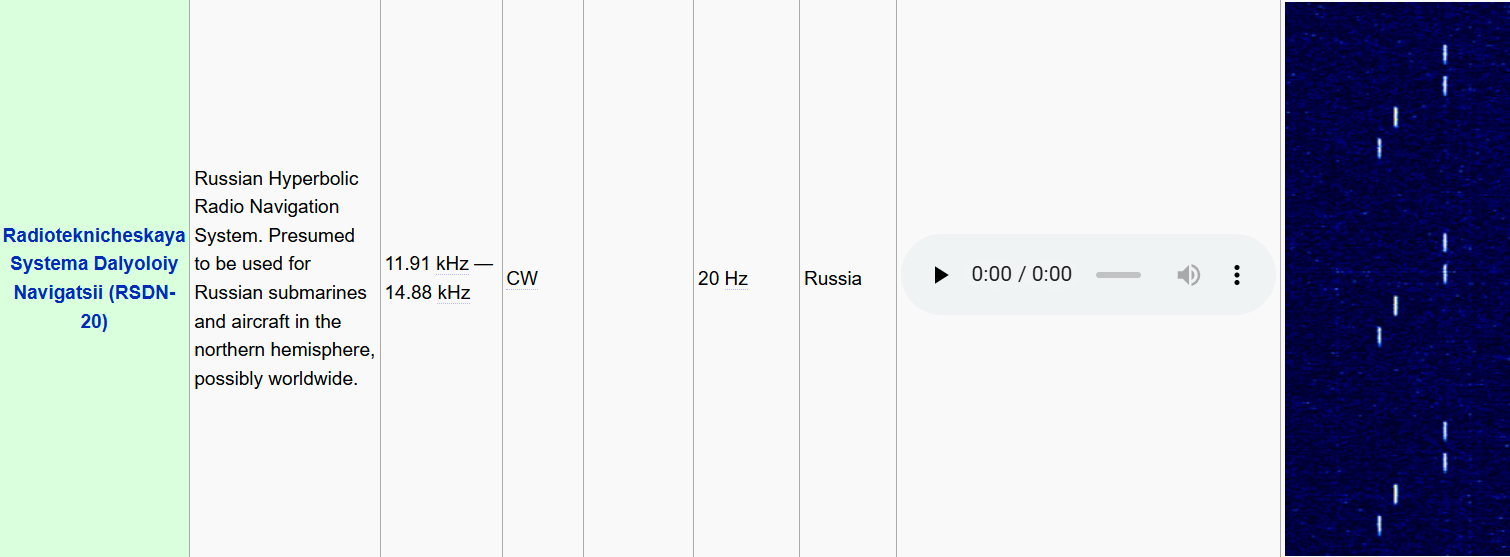 Radioteknicheskaya
Systema Dalyoloiy
Navigatsii (RSDN-
20)
Russian Hyperbolic
Radio Navigation
System. Presumed
to be used for
Russian submarines
and aircraft in the
northern hemisphere,
possibly worldwide.
11.91 kHz —
14.88 kHz
CW
20 Hz
Russia
0:00 / 0:00